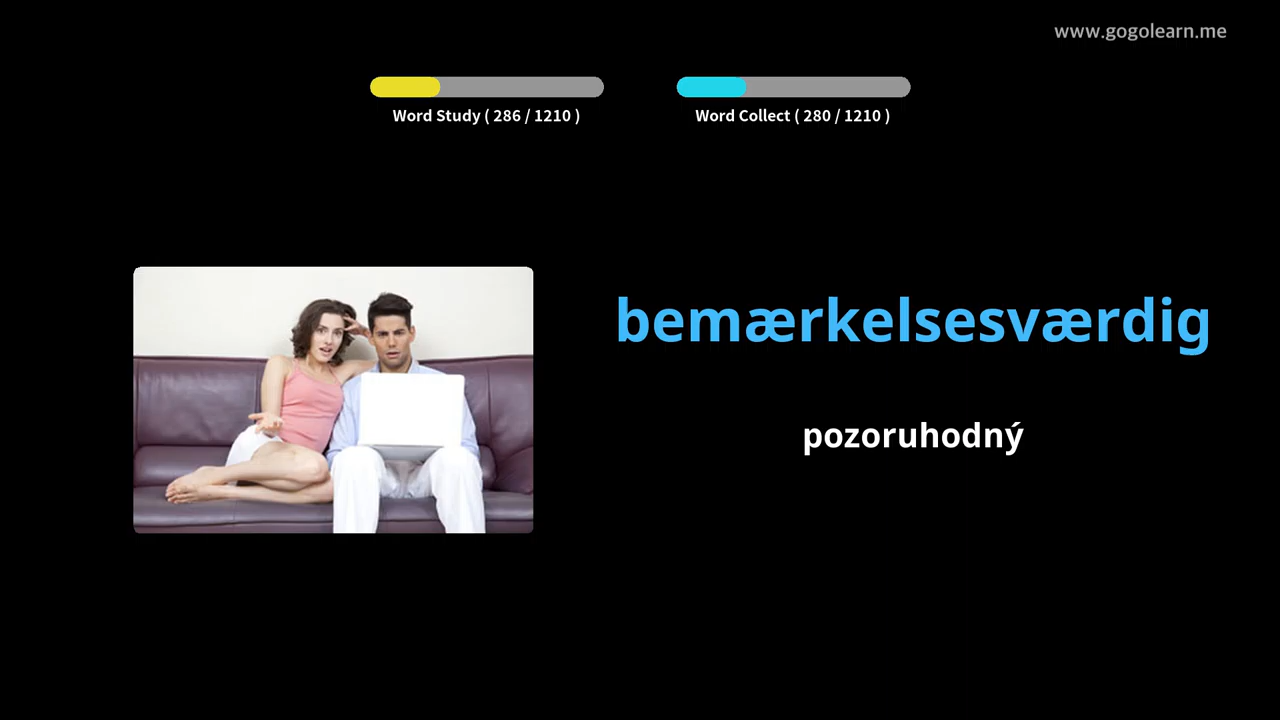 www.gogolearn.me
Word Study ( 286 / 1210 )
Word Collect ( 280 / 1210 )
bemærkelsesværdig
pozoruhodný